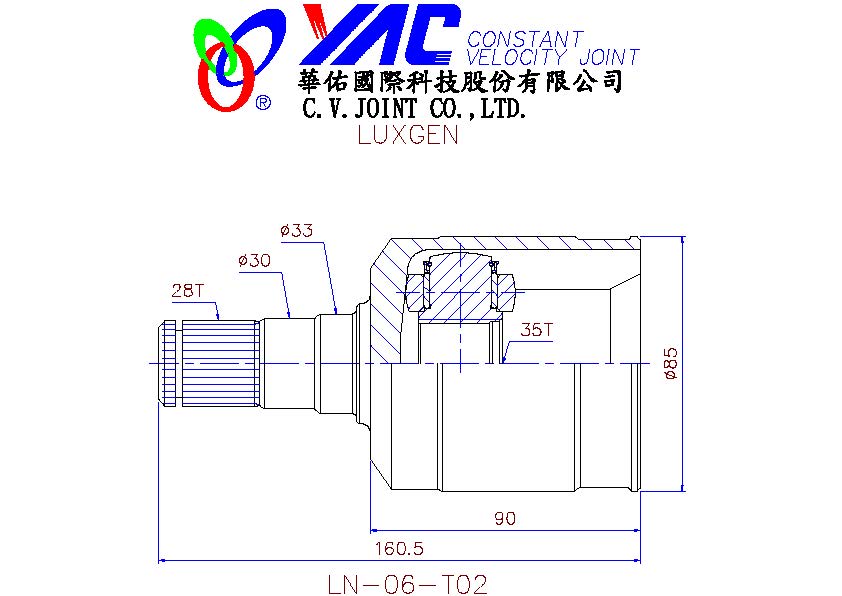 YAC CONSTANT
VELOCITY JOINT
®
華佑國際科技股份有限公司
C.V.JOINT CO.,LTD.
LUXGEN
ø33
ø30
28T
35T
ø85
90
160.5
LN-06-T02